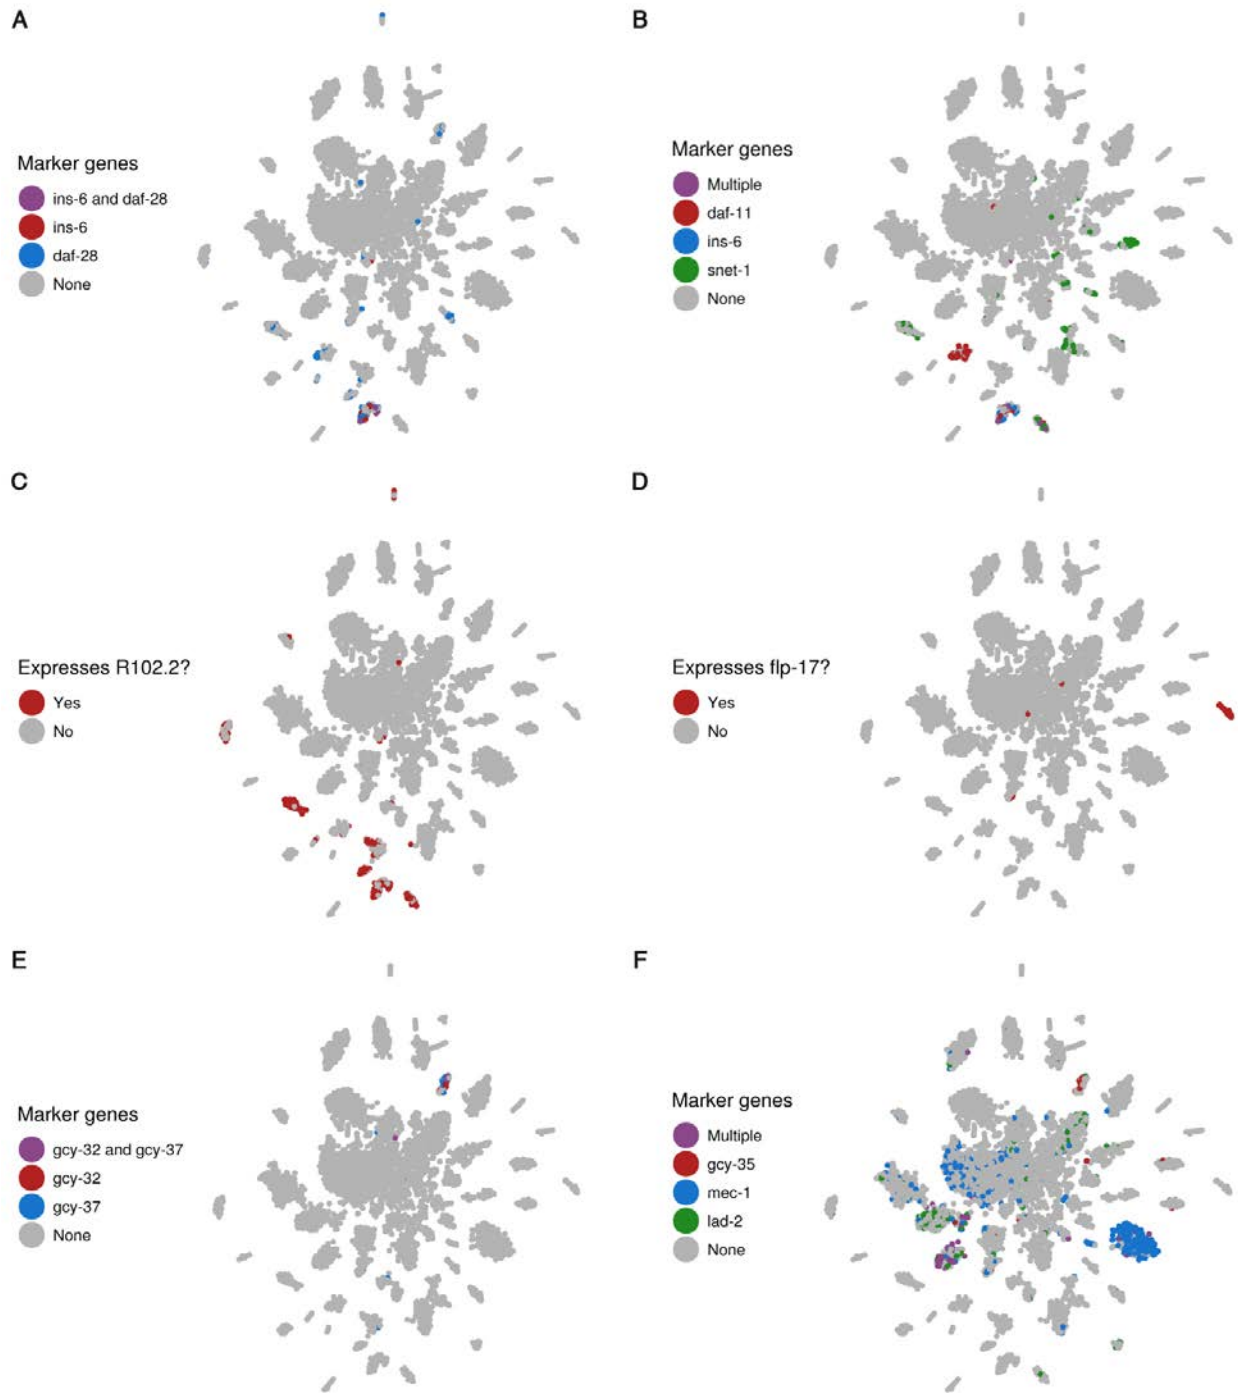 A
Marker genes
ins-6 and daf-28
ins-6
daf-28
None
B
Marker genes
Multiple
daf-11
ins-6
snet-1
None
C
Expresses R102.2?
Yes
No
D
Expresses flp-17?
Yes
No
E
Marker genes
gcy-32 and gcy-37
gcy-32
gcy-37
None
F
Marker genes
Multiple
gcy-35
mec-1
lad-2
None